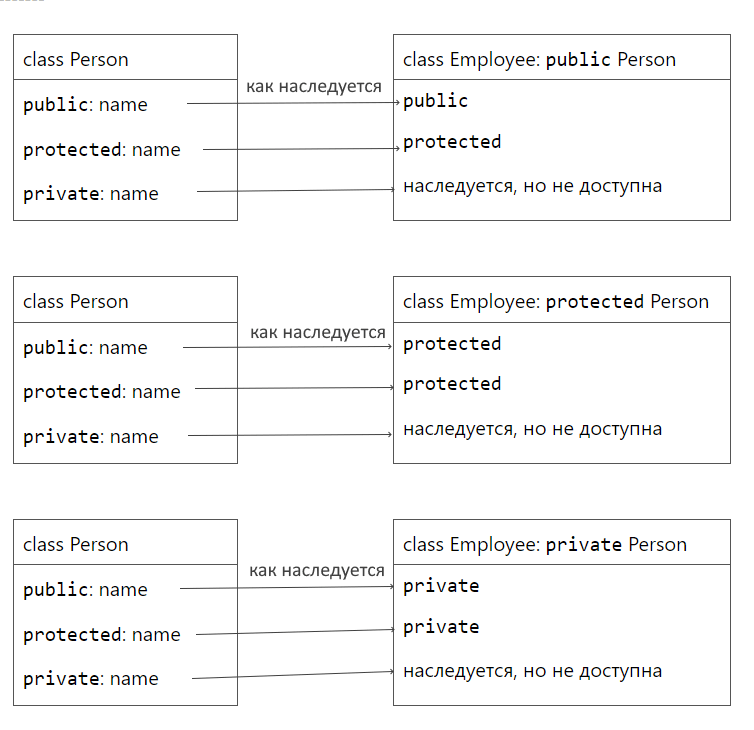 class Person
как наследуется
class Employee: public Person
public: name
public
protected: name
protected
private: name
наследуется, но не доступна
class Person
как наследуется
class Employee: protected Person
public: name
protected
protected: name
protected
private: name
наследуется, но не доступна
class Person
как наследуется
class Employee: private Person
public: name
private
protected: name
private
private: name
наследуется, но не доступна